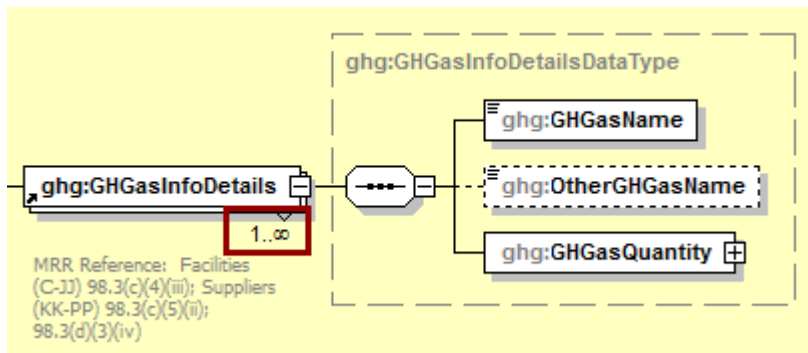 ghg:GHGasInfoDetailsDataType
ghg:GHGasName
ghg:GHGasInfoDetails
ghg:OtherGHGasName
1..∞
ghg:GHGasQuantity
MRR Reference: Facilities
(C-JJ) 98.3(c)(4)(iii); Suppliers
(KK-PP) 98.3(c)(5)(ii);
98.3(d)(3)(iv)